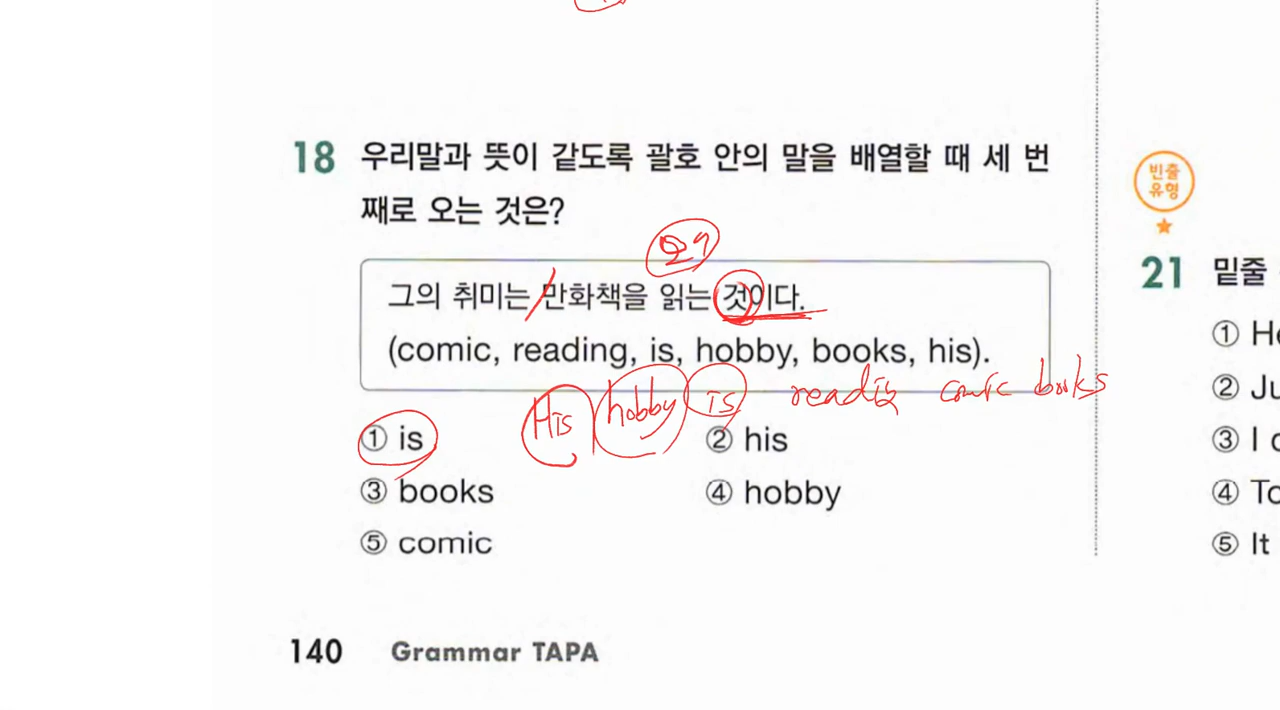 18 우리말과 뜻이 같도록 괄호 안의 말을 배열할 때 세 번
째로 오는 것은?
그의 취미는 만화책을 읽는 것이다.
(comic, reading, is, hobby, books, his).
His hobby is reading comic books
① is
② his
③ books
④ hobby
⑤ comic
140 Grammar TAPA
빈출
유형
21 밑줄
①
②
③ I
④
⑤ It